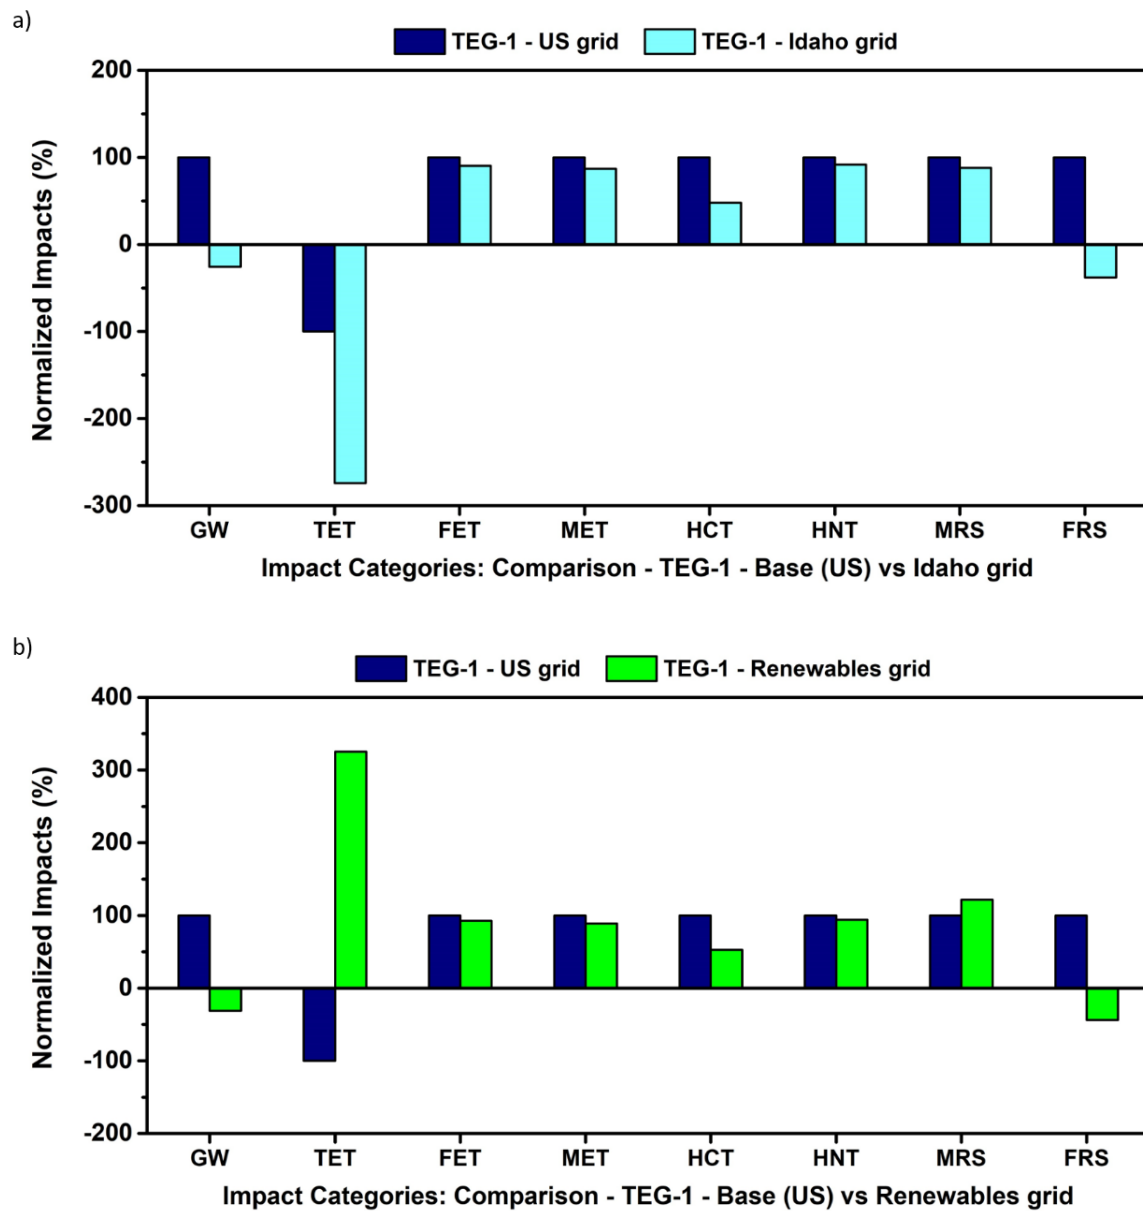 a)
TEG-1 - US grid TEG-1 - Idaho grid
200
100
0
-100
-200
-300
Normalized Impacts (%)
GW TET FET MET HCT HNT MRS FRS
Impact Categories: Comparison - TEG-1 - Base (US) vs Idaho grid
b)
TEG-1 - US grid TEG-1 - Renewables grid
400
300
200
100
0
-100
-200
Normalized Impacts (%)
GW TET FET MET HCT HNT MRS FRS
Impact Categories: Comparison - TEG-1 - Base (US) vs Renewables grid